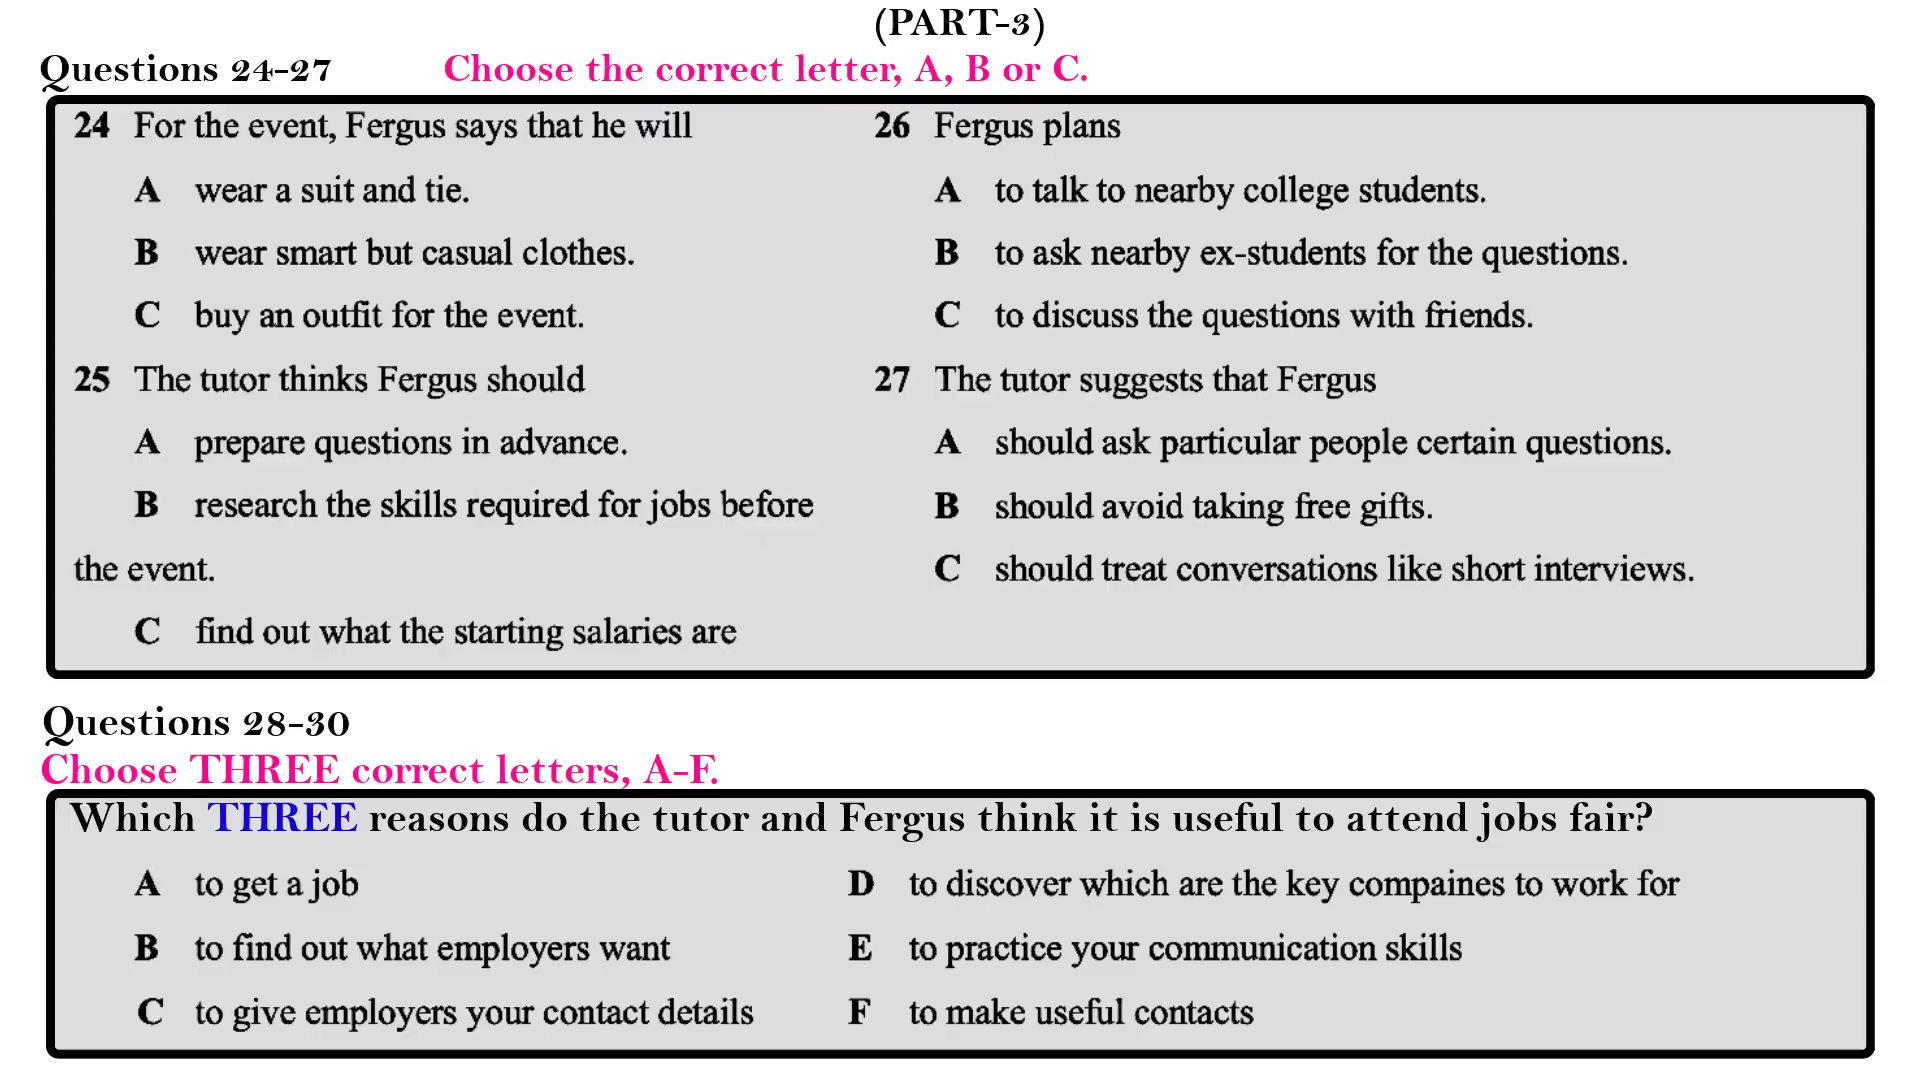 (PART-3)
Questions 24-27 Choose the correct letter, A, B or C.
24 For the event, Fergus says that he will
A wear a suit and tie.
B wear smart but casual clothes.
C buy an outfit for the event.
25 The tutor thinks Fergus should
A prepare questions in advance.
B research the skills required for jobs before
the event.
C find out what the starting salaries are
26 Fergus plans
A to talk to nearby college students.
B to ask nearby ex-students for the questions.
C to discuss the questions with friends.
27 The tutor suggests that Fergus
A should ask particular people certain questions.
B should avoid taking free gifts.
C should treat conversations like short interviews.
Questions 28-30
Choose THREE correct letters, A-F.
Which THREE reasons do the tutor and Fergus think it is useful to attend jobs fair?
A to get a job
B to find out what employers want
C to give employers your contact details
D to discover which are the key compaines to work for
E to practice your communication skills
F to make useful contacts